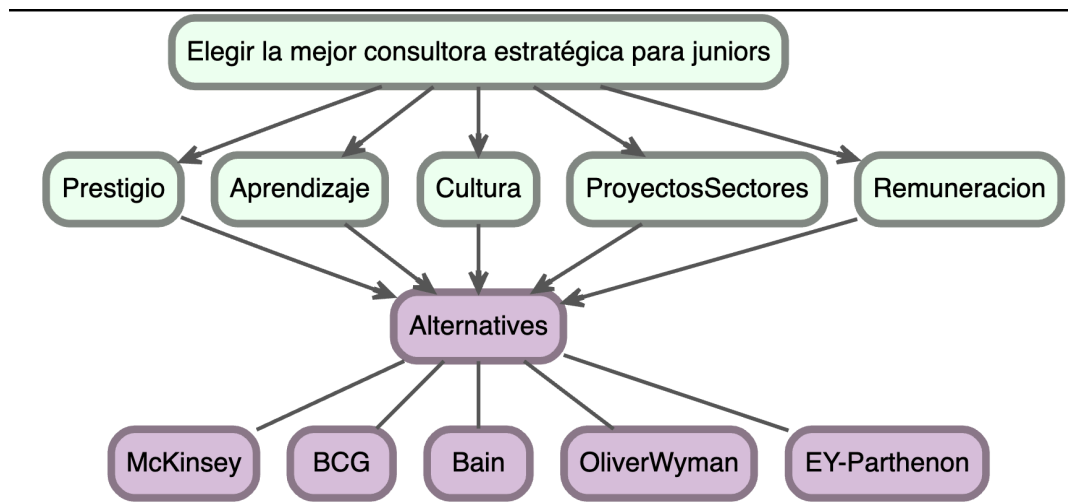 Elegir la mejor consultora estratégica para juniors
Prestigio
Aprendizaje
Cultura
ProyectosSectores
Remuneracion
Alternatives
McKinsey
BCG
Bain
OliverWyman
EY-Parthenon